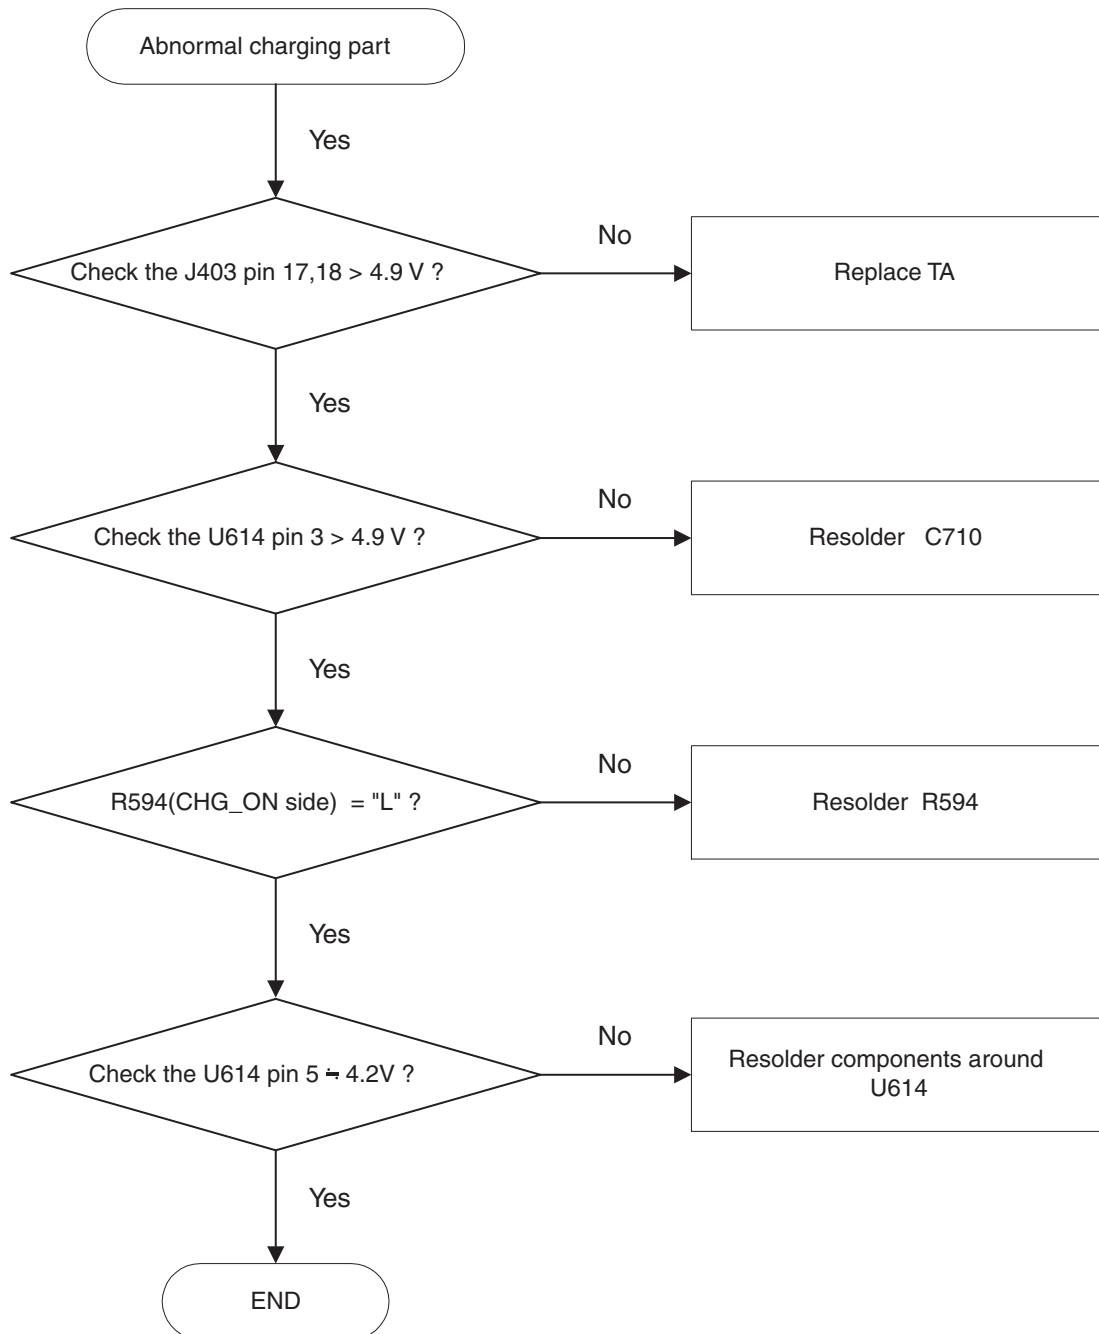 Abnormal charging part
Yes
Check the J403 pin 17,18 > 4.9 V ?
No
Replace TA
Yes
Check the U614 pin 3 > 4.9 V ?
No
Resolder C710
Yes
R594(CHG_ON side) = "L" ?
No
Resolder R594
Yes
Check the U614 pin 5 ≒ 4.2V ?
No
Resolder components around
U614
Yes
END